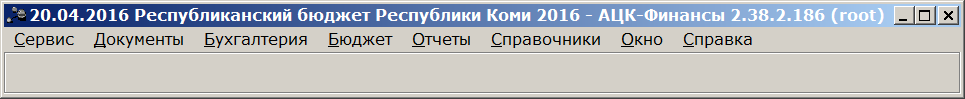 20.04.2016 Республиканский бюджет Республики Коми 2016 - АЦК-Финансы 2.38.2.186 (root)
Сервис Документы Бухгалтерия Бюджет Отчеты Справочники Окно Справка